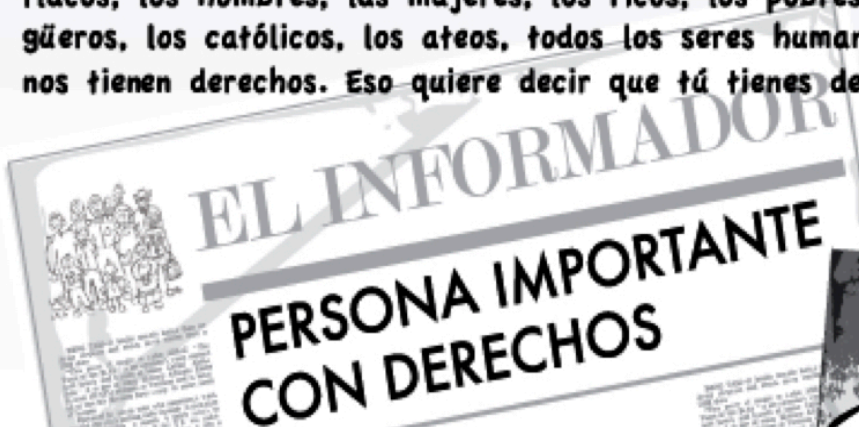 flacos, los hombres, las mujeres, los ricos, los pobres
güeros, los católicos, los ateos, todos los seres humar
nos tienen derechos. Eso quiere decir que tú tienes de
EL INFORMADOR
PERSONA IMPORTANTE
CON DERECHOS